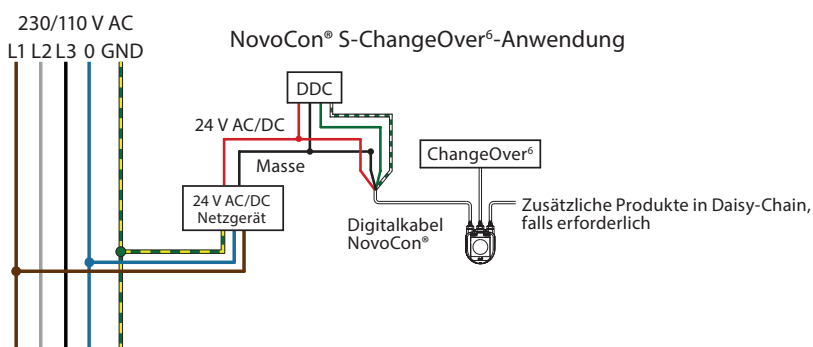 230/110 V AC
L1 L2 L3 0 GND
NovoCon® S-ChangeOver⁶-Anwendung
DDC
24 V AC/DC
Masse
ChangeOver⁶
24 V AC/DC
Netzgerät
Digitalkabel
NovoCon®
Zusätzliche Produkte in Daisy-Chain,
falls erforderlich